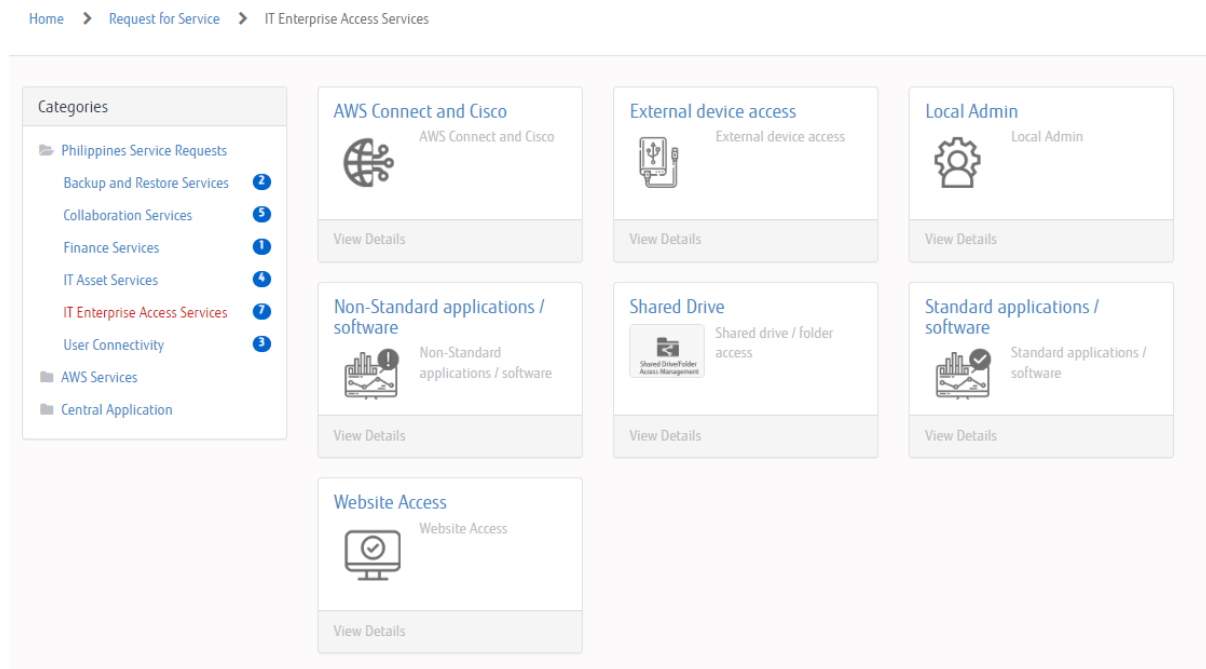 Home > Request for Service > IT Enterprise Access Services
Categories
Philippines Service Requests
Backup and Restore Services 2
Collaboration Services 5
Finance Services 1
IT Asset Services 4
IT Enterprise Access Services 7
User Connectivity 3
AWS Services
Central Application
AWS Connect and Cisco
AWS Connect and Cisco
View Details
External device access
External device access
View Details
Local Admin
Local Admin
View Details
Non-Standard applications /
software
Non-Standard
applications / software
View Details
Shared Drive
Shared Drive/Folder
Access Management
Shared drive / folder
access
View Details
Standard applications /
software
Standard applications /
software
View Details
Website Access
Website Access
View Details